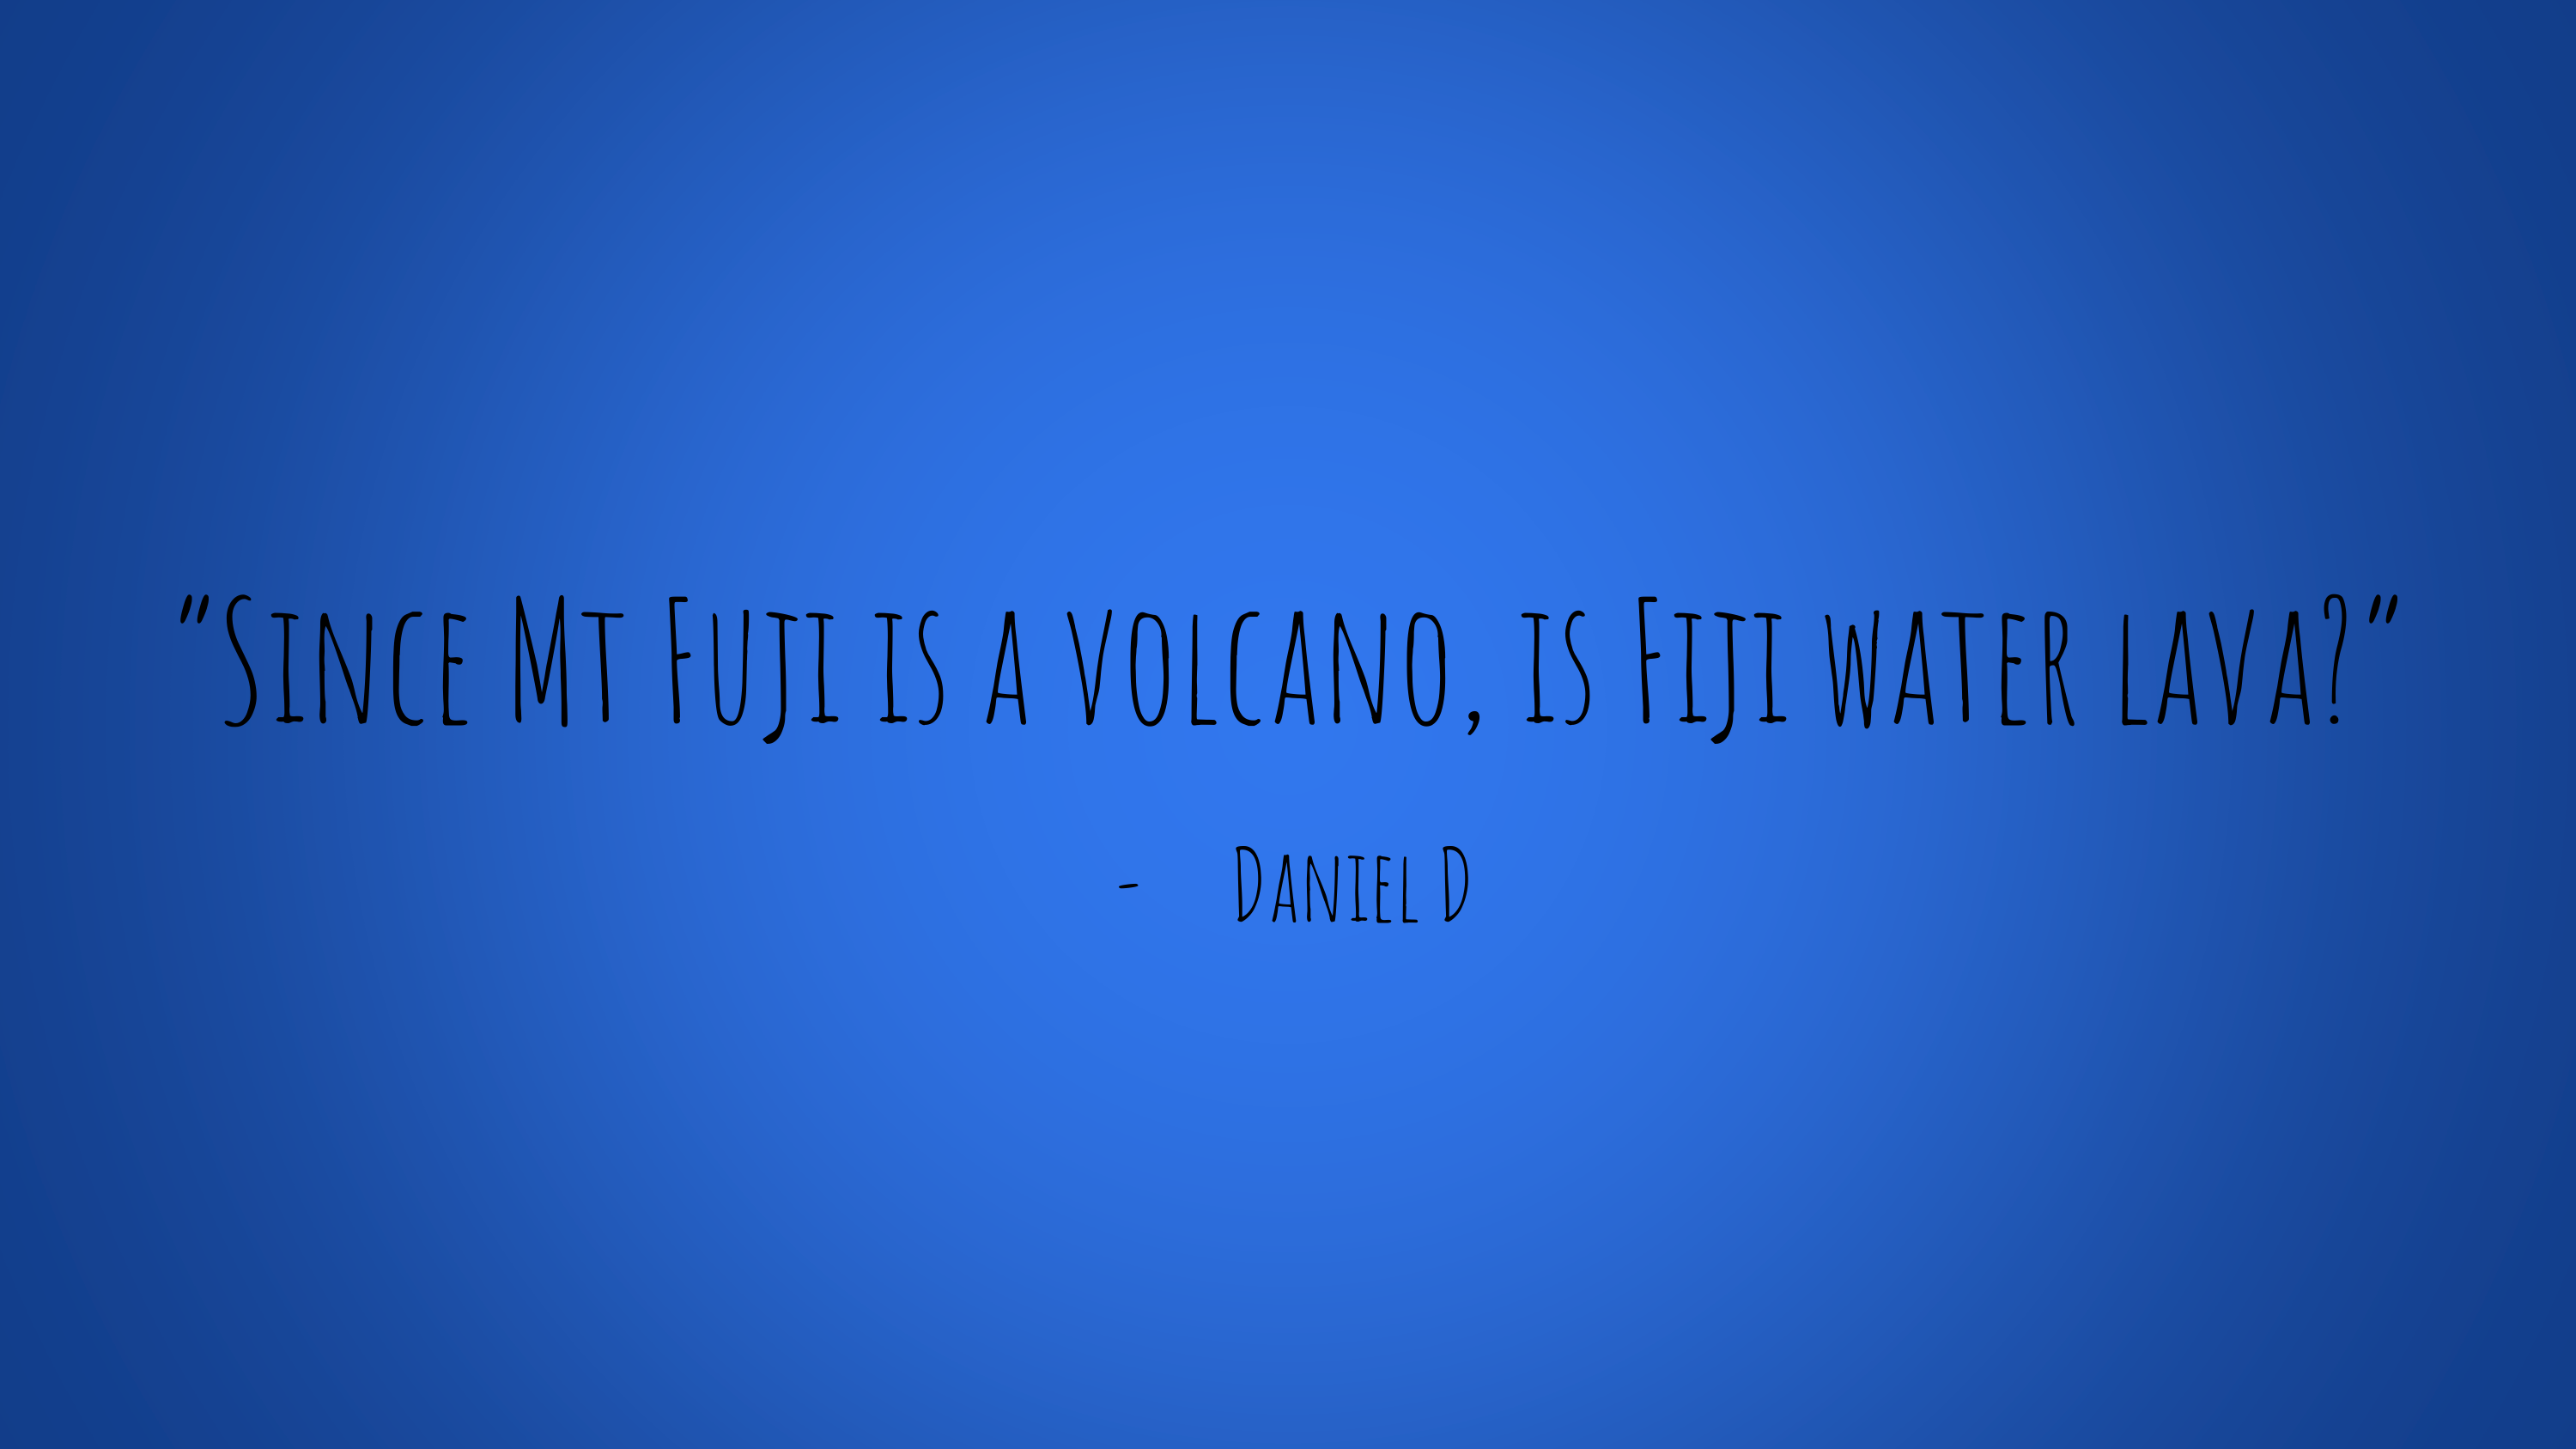 "Since Mt Fuji is a volcano, is Fiji water lava?"
- Daniel D